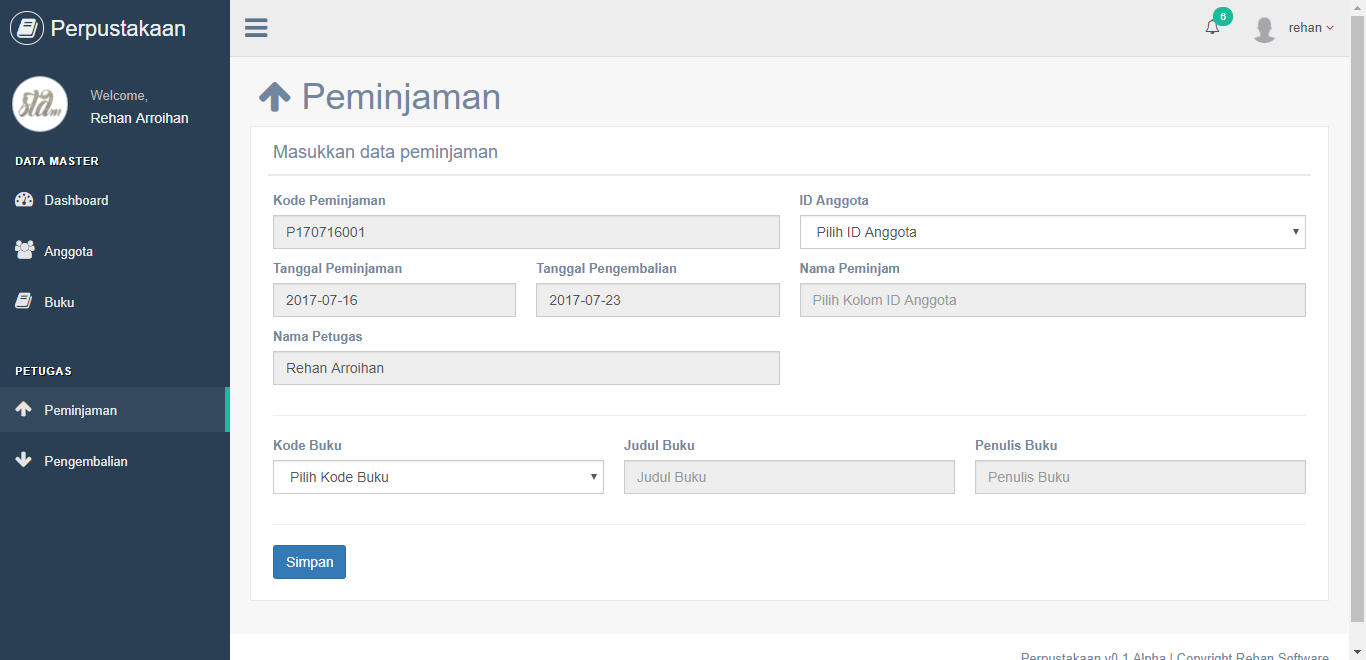 Perpustakaan
6
rehan
Stam
Welcome,
Rehan Arroihan
DATA MASTER
Dashboard
Anggota
Buku
PETUGAS
Peminjaman
Pengembalian
Peminjaman
Masukkan data peminjaman
Kode Peminjaman
ID Anggota
P170716001
Pilih ID Anggota
Tanggal Peminjaman
Tanggal Pengembalian
Nama Peminjam
2017-07-16
2017-07-23
Pilih Kolom ID Anggota
Nama Petugas
Rehan Arroihan
Kode Buku
Judul Buku
Penulis Buku
Pilih Kode Buku
Judul Buku
Penulis Buku
Simpan
Perpustakaan v0.1 Alpha | Copyright Rehan Software